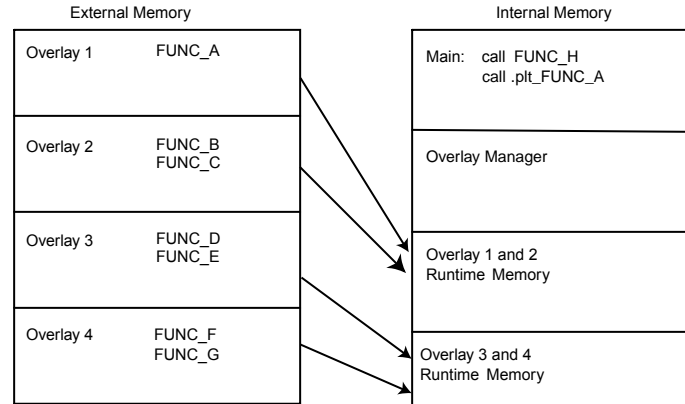 External Memory
Internal Memory
Overlay 1 FUNC_A
Overlay 2 FUNC_B
FUNC_C
Overlay 3 FUNC_D
FUNC_E
Overlay 4 FUNC_F
FUNC_G
Main: call FUNC_H
call .plt_FUNC_A
Overlay Manager
Overlay 1 and 2
Runtime Memory
Overlay 3 and 4
Runtime Memory